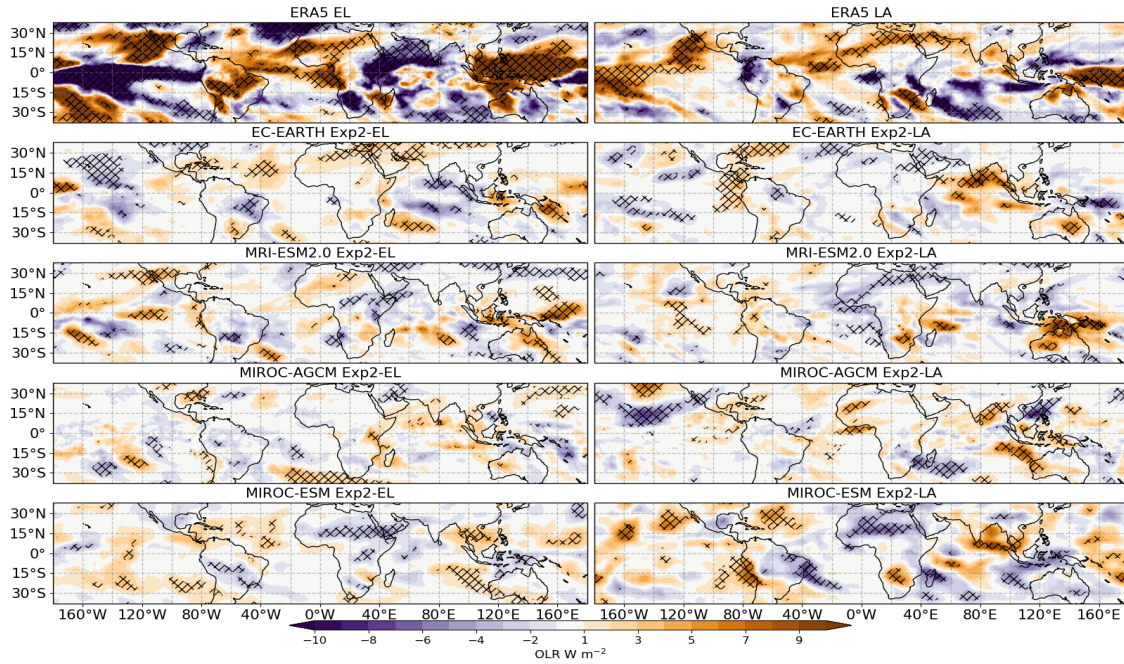 ERA5 EL
ERA5 LA
30°N
15°N
0°
15°S
30°S
EC-EARTH Exp2-EL
EC-EARTH Exp2-LA
30°N
15°N
0°
15°S
30°S
MRI-ESM2.0 Exp2-EL
MRI-ESM2.0 Exp2-LA
30°N
15°N
0°
15°S
30°S
MIROC-AGCM Exp2-EL
MIROC-AGCM Exp2-LA
30°N
15°N
0°
15°S
30°S
MIROC-ESM Exp2-EL
MIROC-ESM Exp2-LA
30°N
15°N
0°
15°S
30°S
160°W 120°W 80°W 40°W 0°E 40°E 80°E 120°E 160°E
160°W 120°W 80°W 40°W 0°E 40°E 80°E 120°E 160°E
−10 −8 −6 −4 −2 1 3 5 7 9
OLR W m⁻²